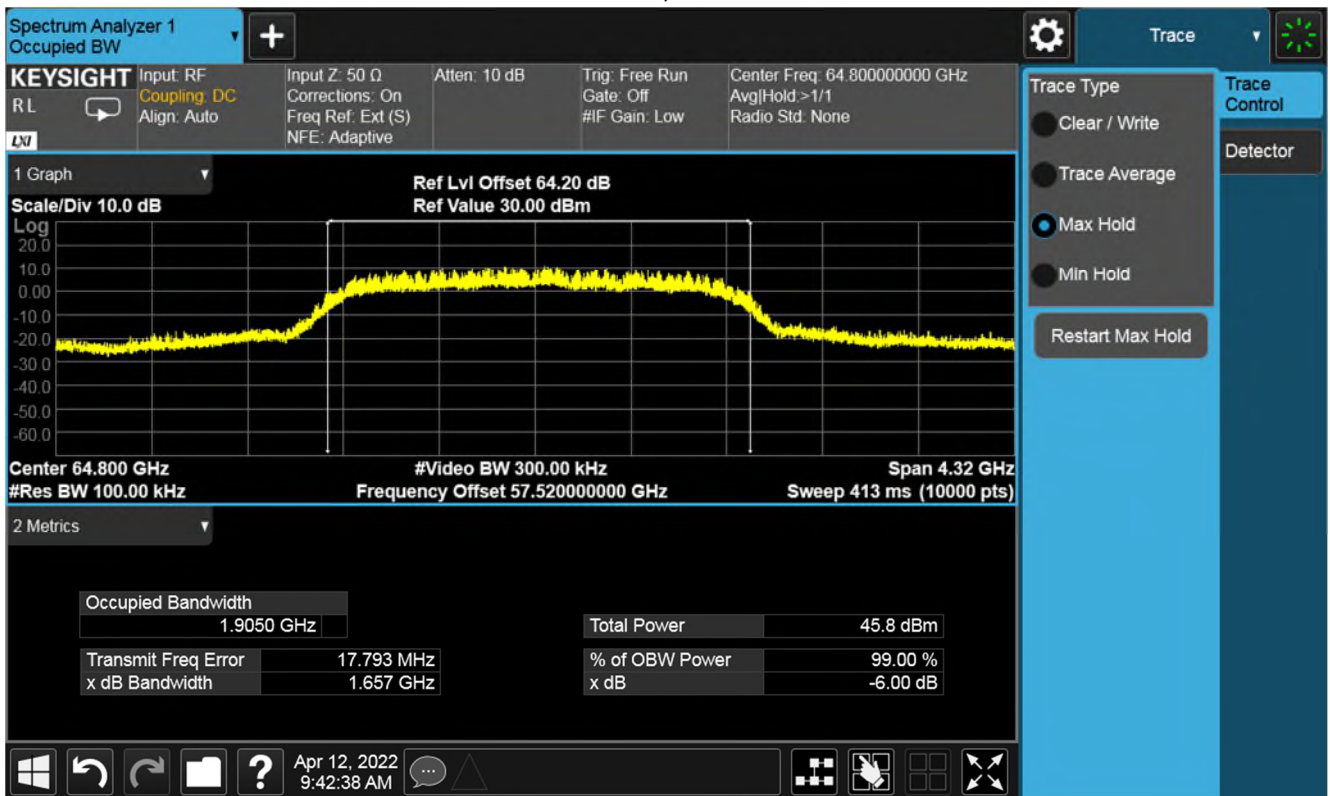 Spectrum Analyzer 1
Occupied BW
+
Trace
KEYSIGHT
R L
LXI
Input: RF
Coupling: DC
Align: Auto
Input Z: 50 Ω
Corrections: On
Freq Ref: Ext (S)
NFE: Adaptive
Atten: 10 dB
Trig: Free Run
Gate: Off
#IF Gain: Low
Center Freq: 64.800000000 GHz
Avg|Hold:>1/1
Radio Std: None
Trace Type
Clear / Write
Trace Average
Max Hold
Min Hold
Restart Max Hold
Trace
Control
Detector
1 Graph
Scale/Div 10.0 dB
Ref Lvl Offset 64.20 dB
Ref Value 30.00 dBm
Log
20.0
10.0
0.00
-10.0
-20.0
-30.0
-40.0
-50.0
-60.0
Center 64.800 GHz
#Video BW 300.00 kHz
Span 4.32 GHz
#Res BW 100.00 kHz
Frequency Offset 57.520000000 GHz
Sweep 413 ms (10000 pts)
2 Metrics
Occupied Bandwidth
1.9050 GHz
Total Power 45.8 dBm
Transmit Freq Error 17.793 MHz
% of OBW Power 99.00 %
x dB Bandwidth 1.657 GHz
x dB -6.00 dB
?
Apr 12, 2022
9:42:38 AM